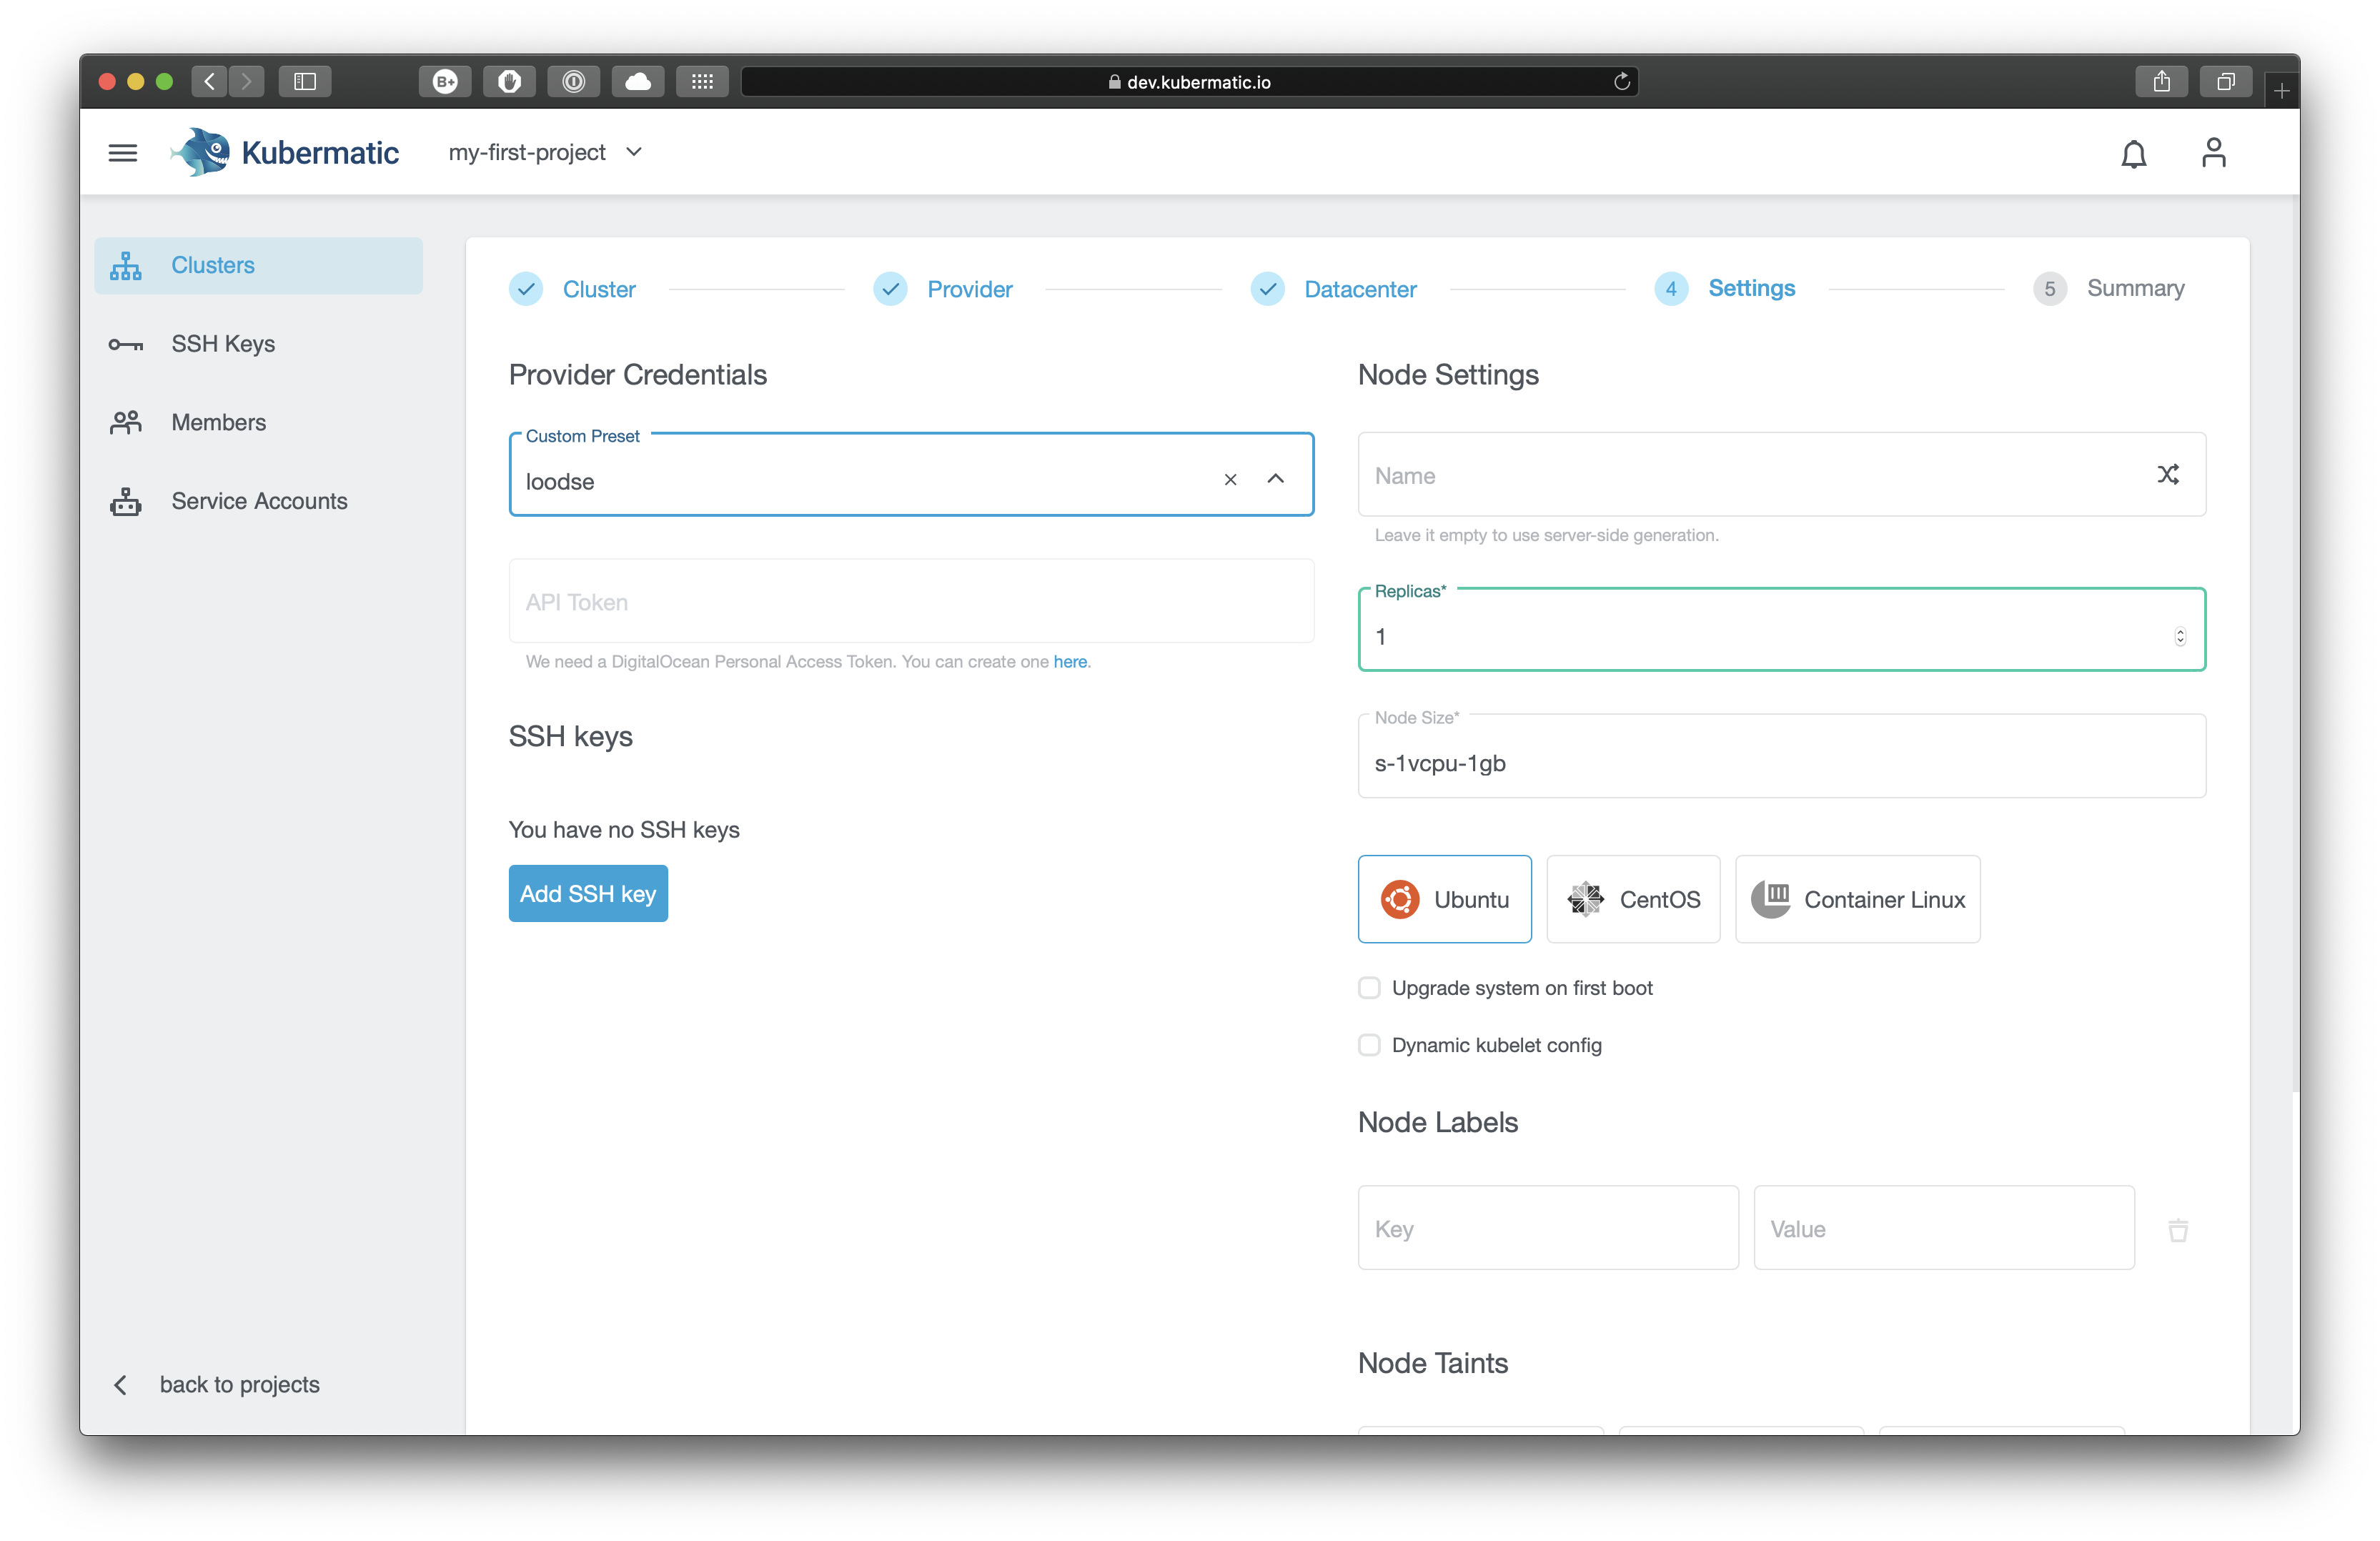 B+
dev.kubermatic.io
Kubermatic
my-first-project
Clusters
SSH Keys
Members
Service Accounts
back to projects
Cluster
Provider
Datacenter
4 Settings
5 Summary
Provider Credentials
Custom Preset
loodse
API Token
We need a DigitalOcean Personal Access Token. You can create one here.
SSH keys
You have no SSH keys
Add SSH key
Node Settings
Name
Leave it empty to use server-side generation.
Replicas*
1
Node Size*
s-1vcpu-1gb
Ubuntu
CentOS
Container Linux
Upgrade system on first boot
Dynamic kubelet config
Node Labels
Key
Value
Node Taints